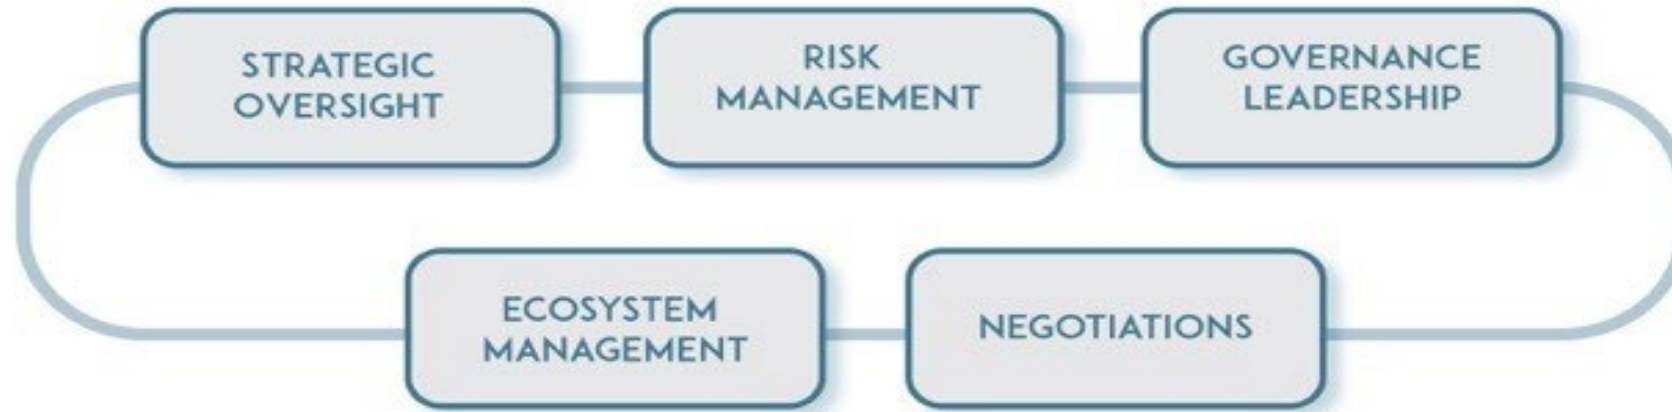 STRATEGIC
OVERSIGHT
RISK
MANAGEMENT
GOVERNANCE
LEADERSHIP
ECOSYSTEM
MANAGEMENT
NEGOTIATIONS